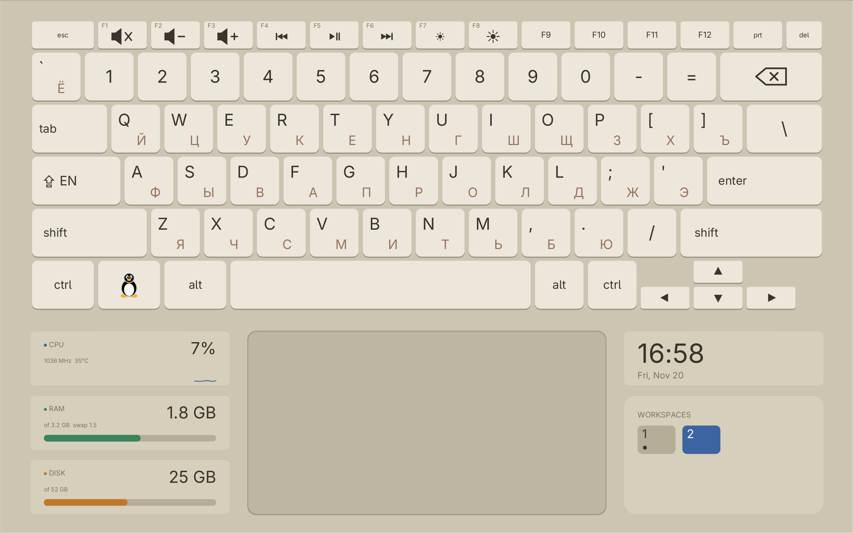 esc F1 F2 F3 F4 F5 F6 F7 F8 F9 F10 F11 F12 prt del
` Ё 1 2 3 4 5 6 7 8 9 0 - =
tab Q Й W Ц E У R К T Е Y Н U Г I Ш O Щ P З [ Х ] Ъ \
EN A Ф S Ы D В F А G П H Р J О K Л L Д ; Ж ' Э enter
shift Z Я X Ч C С V М B И N Т M Ь , Б . Ю / shift
ctrl alt alt ctrl
CPU 7%
1036 MHz 35°C
RAM 1.8 GB
of 3.2 GB swap 1.5
DISK 25 GB
of 52 GB
16:58
Fri, Nov 20
WORKSPACES
1 2